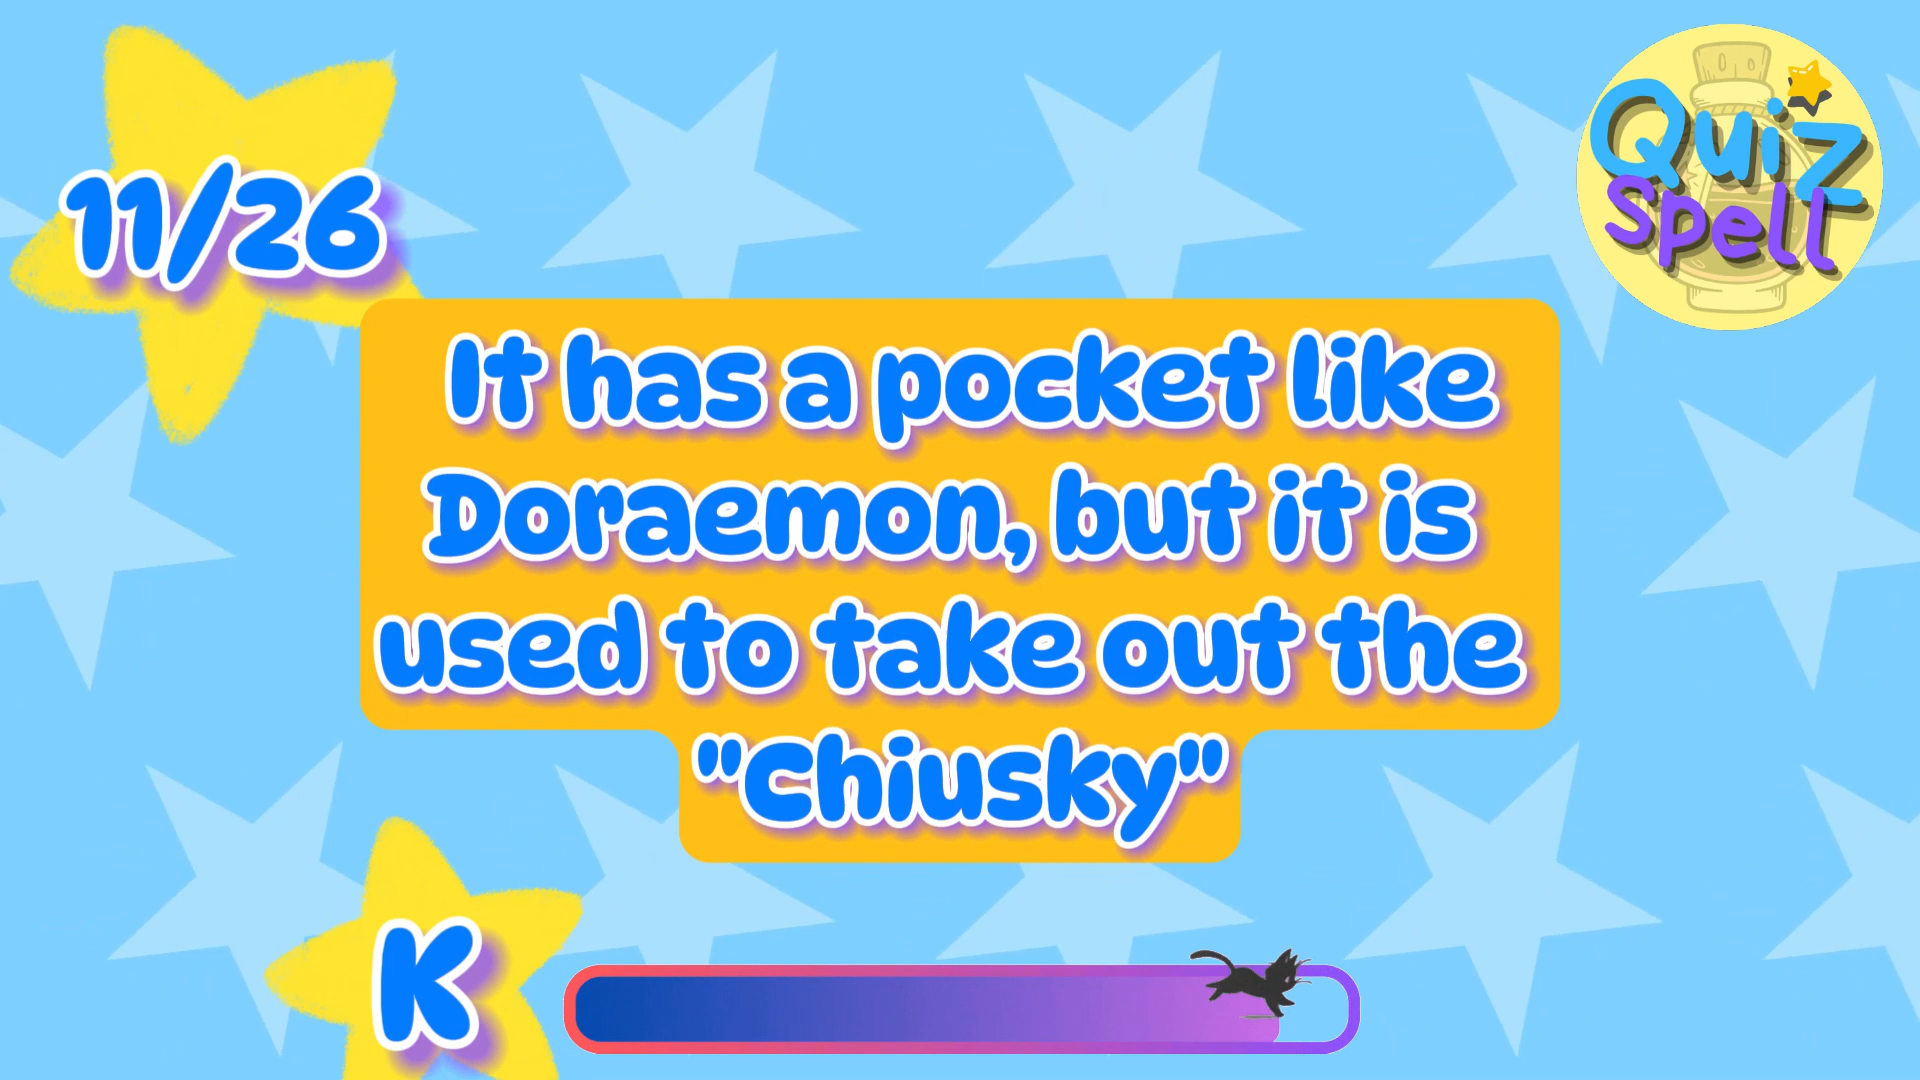 11/26
Quiz
Spell
It has a pocket like
Doraemon, but it is
used to take out the
"Chiusky"
K